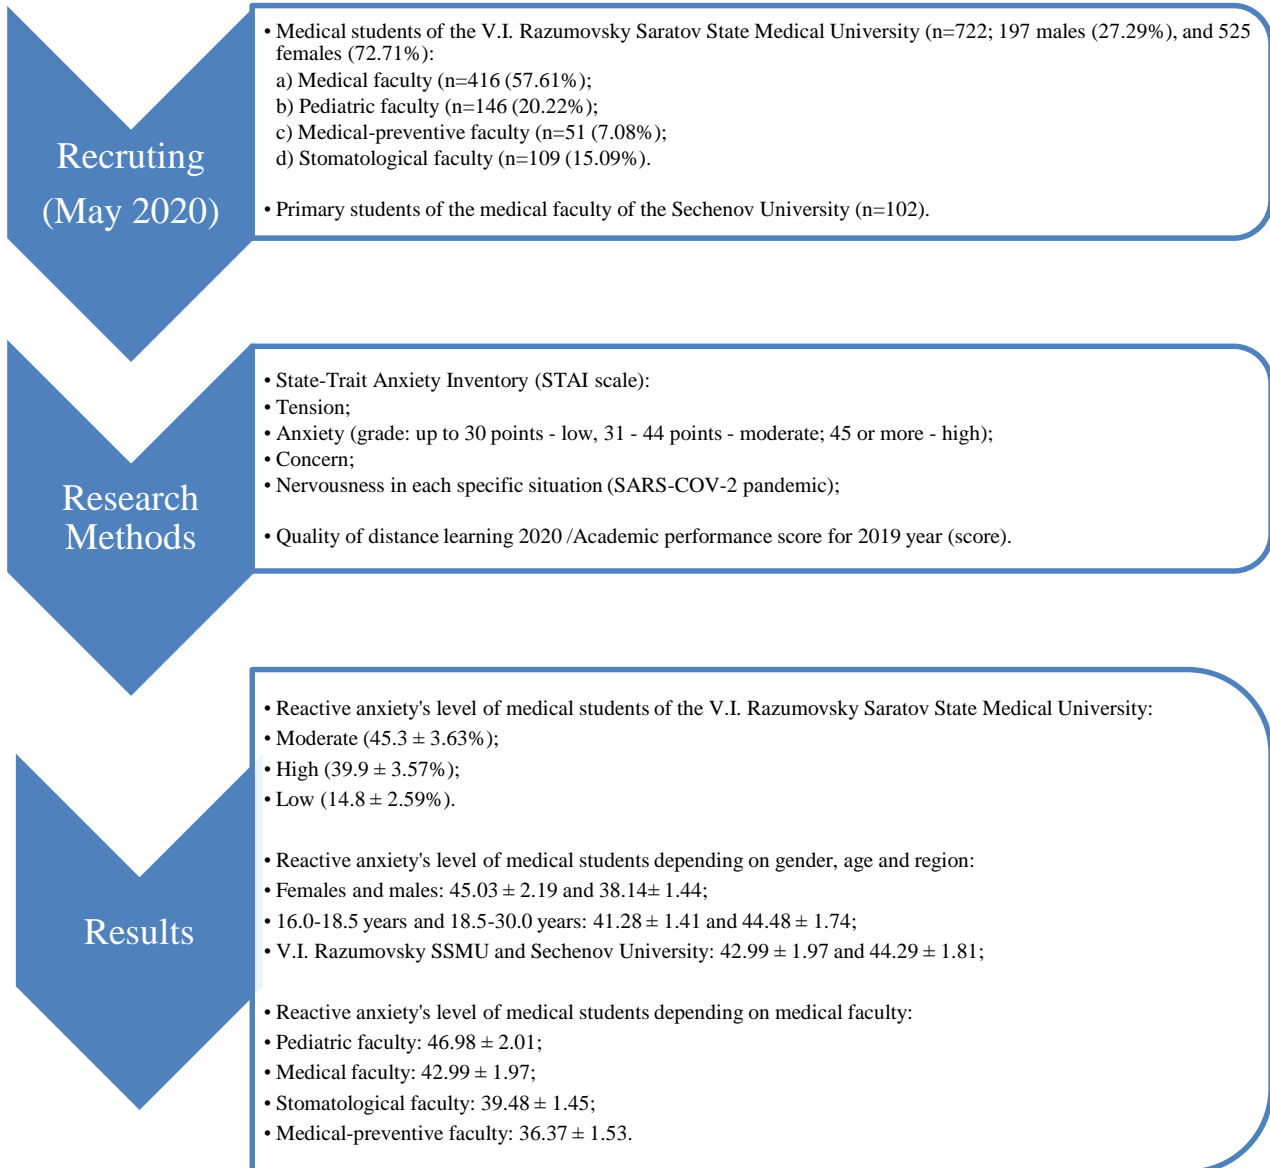 Recruting
(May 2020)
• Medical students of the V.I. Razumovsky Saratov State Medical University (n=722; 197 males (27.29%), and 525
females (72.71%):
a) Medical faculty (n=416 (57.61%);
b) Pediatric faculty (n=146 (20.22%);
c) Medical-preventive faculty (n=51 (7.08%);
d) Stomatological faculty (n=109 (15.09%).
• Primary students of the medical faculty of the Sechenov University (n=102).
Research
Methods
• State-Trait Anxiety Inventory (STAI scale):
• Tension;
• Anxiety (grade: up to 30 points - low, 31 - 44 points - moderate; 45 or more - high);
• Concern;
• Nervousness in each specific situation (SARS-COV-2 pandemic);
• Quality of distance learning 2020 /Academic performance score for 2019 year (score).
Results
• Reactive anxiety's level of medical students of the V.I. Razumovsky Saratov State Medical University:
• Moderate (45.3 ± 3.63%);
• High (39.9 ± 3.57%);
• Low (14.8 ± 2.59%).
• Reactive anxiety's level of medical students depending on gender, age and region:
• Females and males: 45.03 ± 2.19 and 38.14± 1.44;
• 16.0-18.5 years and 18.5-30.0 years: 41.28 ± 1.41 and 44.48 ± 1.74;
• V.I. Razumovsky SSMU and Sechenov University: 42.99 ± 1.97 and 44.29 ± 1.81;
• Reactive anxiety's level of medical students depending on medical faculty:
• Pediatric faculty: 46.98 ± 2.01;
• Medical faculty: 42.99 ± 1.97;
• Stomatological faculty: 39.48 ± 1.45;
• Medical-preventive faculty: 36.37 ± 1.53.